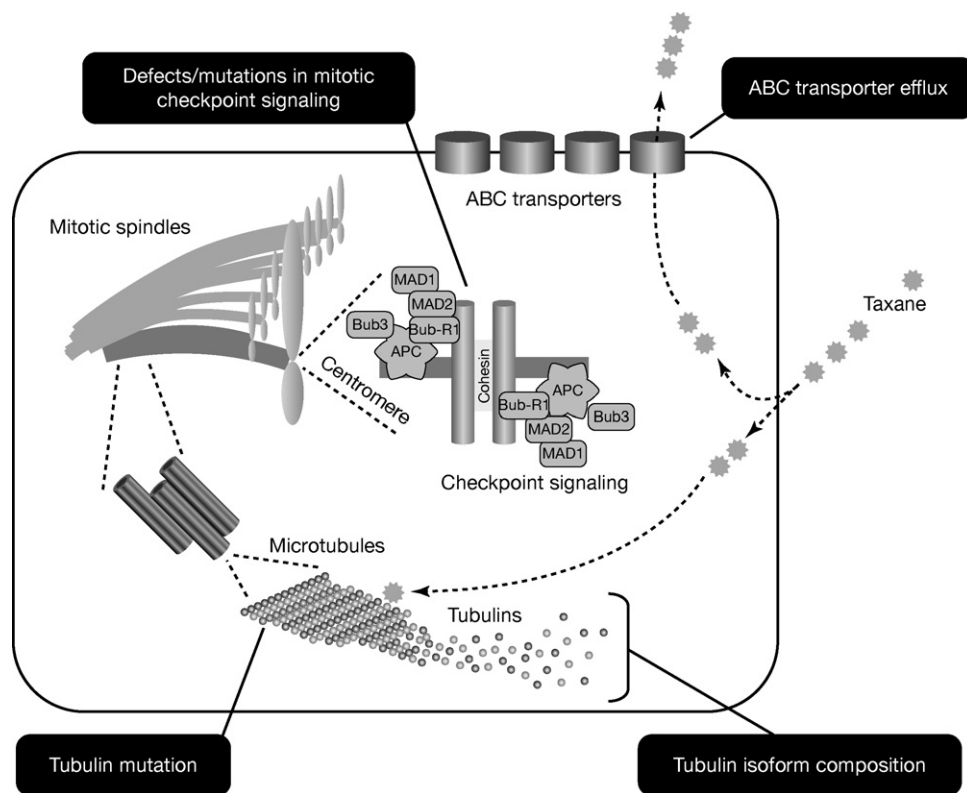 Defects/mutations in mitotic
checkpoint signaling
ABC transporter efflux
ABC transporters
Mitotic spindles
MAD1
MAD2
Bub3
Bub-R1
APC
Taxane
Centromere
Cohesin
APC
Bub-R1
Bub3
MAD2
MAD1
Checkpoint signaling
Microtubules
Tubulins
Tubulin mutation
Tubulin isoform composition